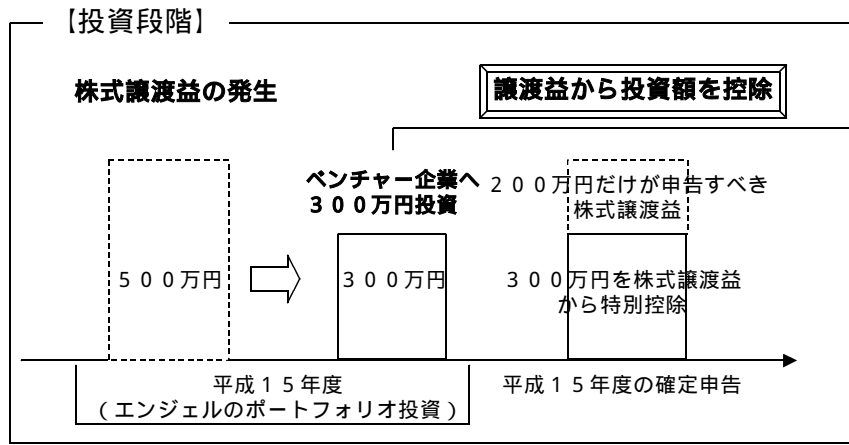 【投資段階】
株式譲渡益の発生
譲渡益から投資額を控除
ベンチャー企業へ
３００万円投資
２００万円だけが申告すべき
株式譲渡益
５００万円
３００万円
３００万円を株式譲渡益
から特別控除
平成１５年度
（エンジェルのポートフォリオ投資）
平成１５年度の確定申告